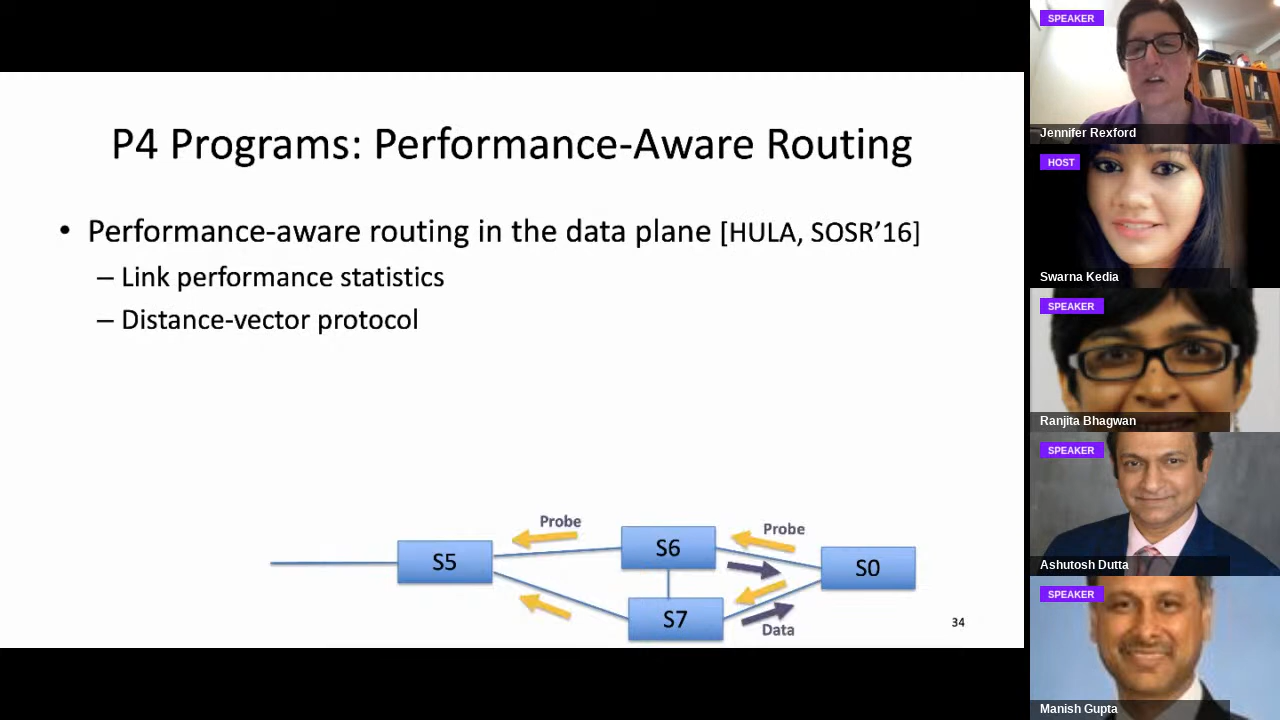 P4 Programs: Performance-Aware Routing
• Performance-aware routing in the data plane [HULA, SOSR’16]
– Link performance statistics
– Distance-vector protocol
Probe
Probe
S5
S6
S0
S7
Data
34
SPEAKER
Jennifer Rexford
HOST
Swarna Kedia
SPEAKER
Ranjita Bhagwan
SPEAKER
Ashutosh Dutta
SPEAKER
Manish Gupta